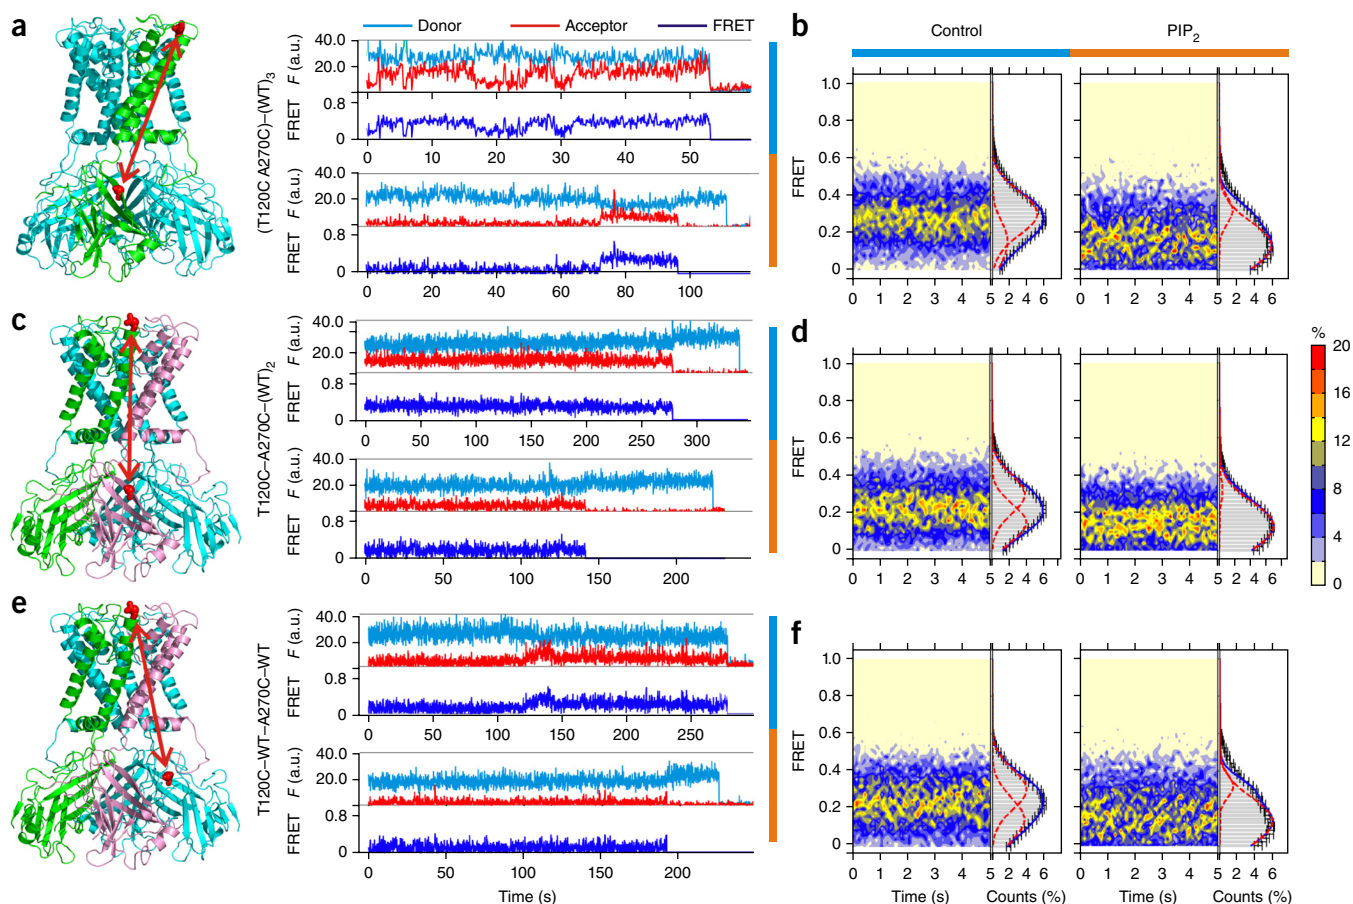 a
Donor
Acceptor
FRET
(T120C A270C)–(WT)3
F (a.u.)
40.0
20.0
FRET
0.8
0
0 10 20 30 40 50
F (a.u.)
40.0
20.0
FRET
0.8
0
0 20 40 60 80 100
b
Control
PIP2
FRET
1.0
0.8
0.6
0.4
0.2
0
0 1 2 3 4 5 2 4 6
0 1 2 3 4 5 2 4 6
c
T120C–A270C–(WT)2
F (a.u.)
40.0
20.0
FRET
0.8
0
0 50 100 150 200 250 300
F (a.u.)
40.0
20.0
FRET
0.8
0
0 50 100 150 200
d
FRET
1.0
0.8
0.6
0.4
0.2
0
0 1 2 3 4 5 2 4 6
0 1 2 3 4 5 2 4 6
%
20
16
12
8
4
0
e
T120C–WT–A270C–WT
F (a.u.)
40.0
20.0
FRET
0.8
0
0 50 100 150 200 250
F (a.u.)
40.0
20.0
FRET
0.8
0
0 50 100 150 200
Time (s)
f
FRET
1.0
0.8
0.6
0.4
0.2
0
0 1 2 3 4 5 2 4 6
0 1 2 3 4 5 2 4 6
Time (s) Counts (%)
Time (s) Counts (%)